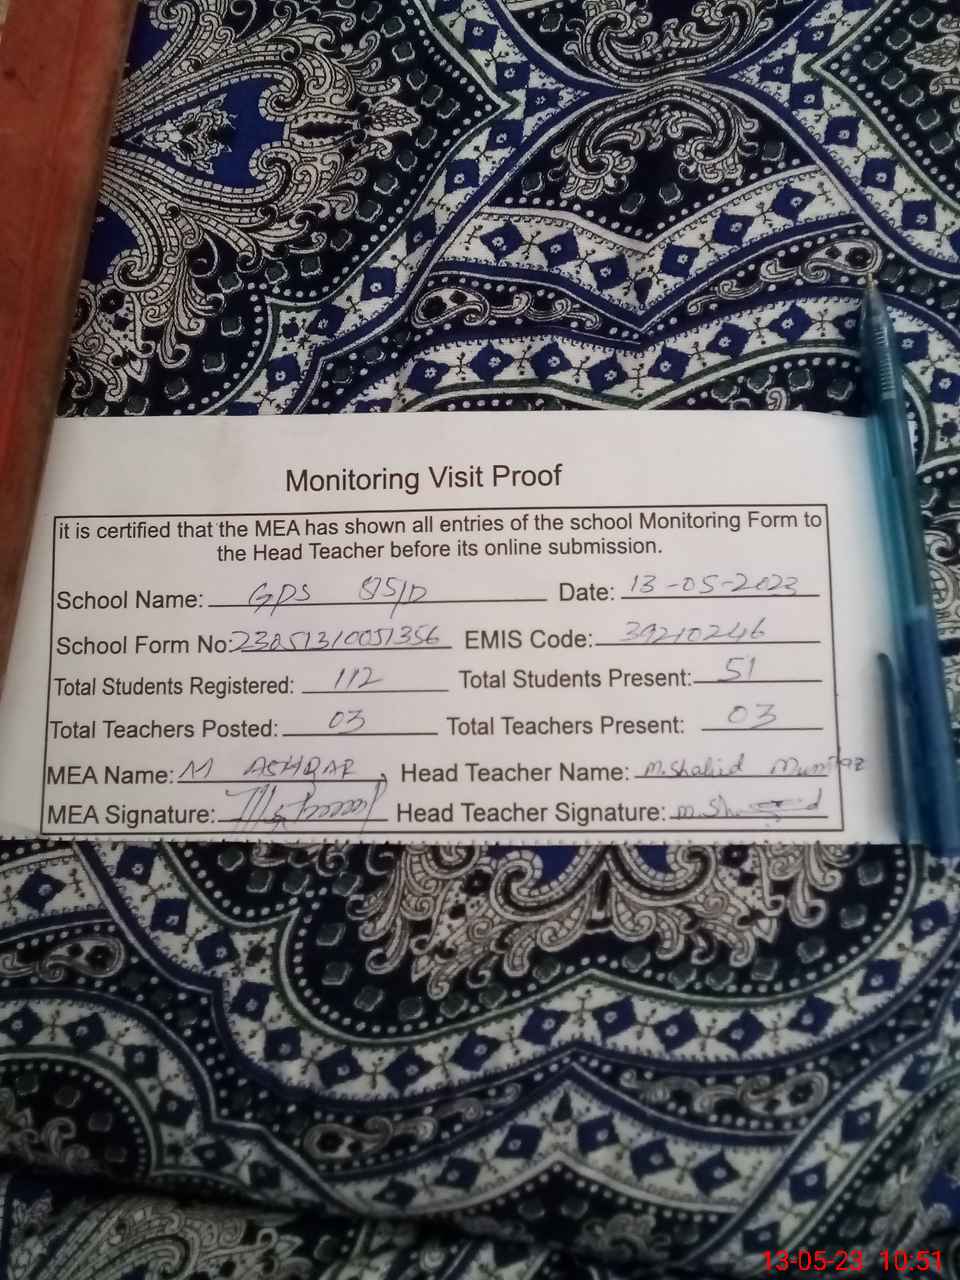 Monitoring Visit Proof
it is certified that the MEA has shown all entries of the school Monitoring Form to
the Head Teacher before its online submission.
School Name: GPS 875/D Date: 13-05-2023
School Form No: 23051310051356 EMIS Code: 39210246
Total Students Registered: 112 Total Students Present: 51
Total Teachers Posted: 03 Total Teachers Present: 03
MEA Name: M ASHQAR, Head Teacher Name: M.Shahid Mumtaz
MEA Signature: Head Teacher Signature:
13-05-23 10:51